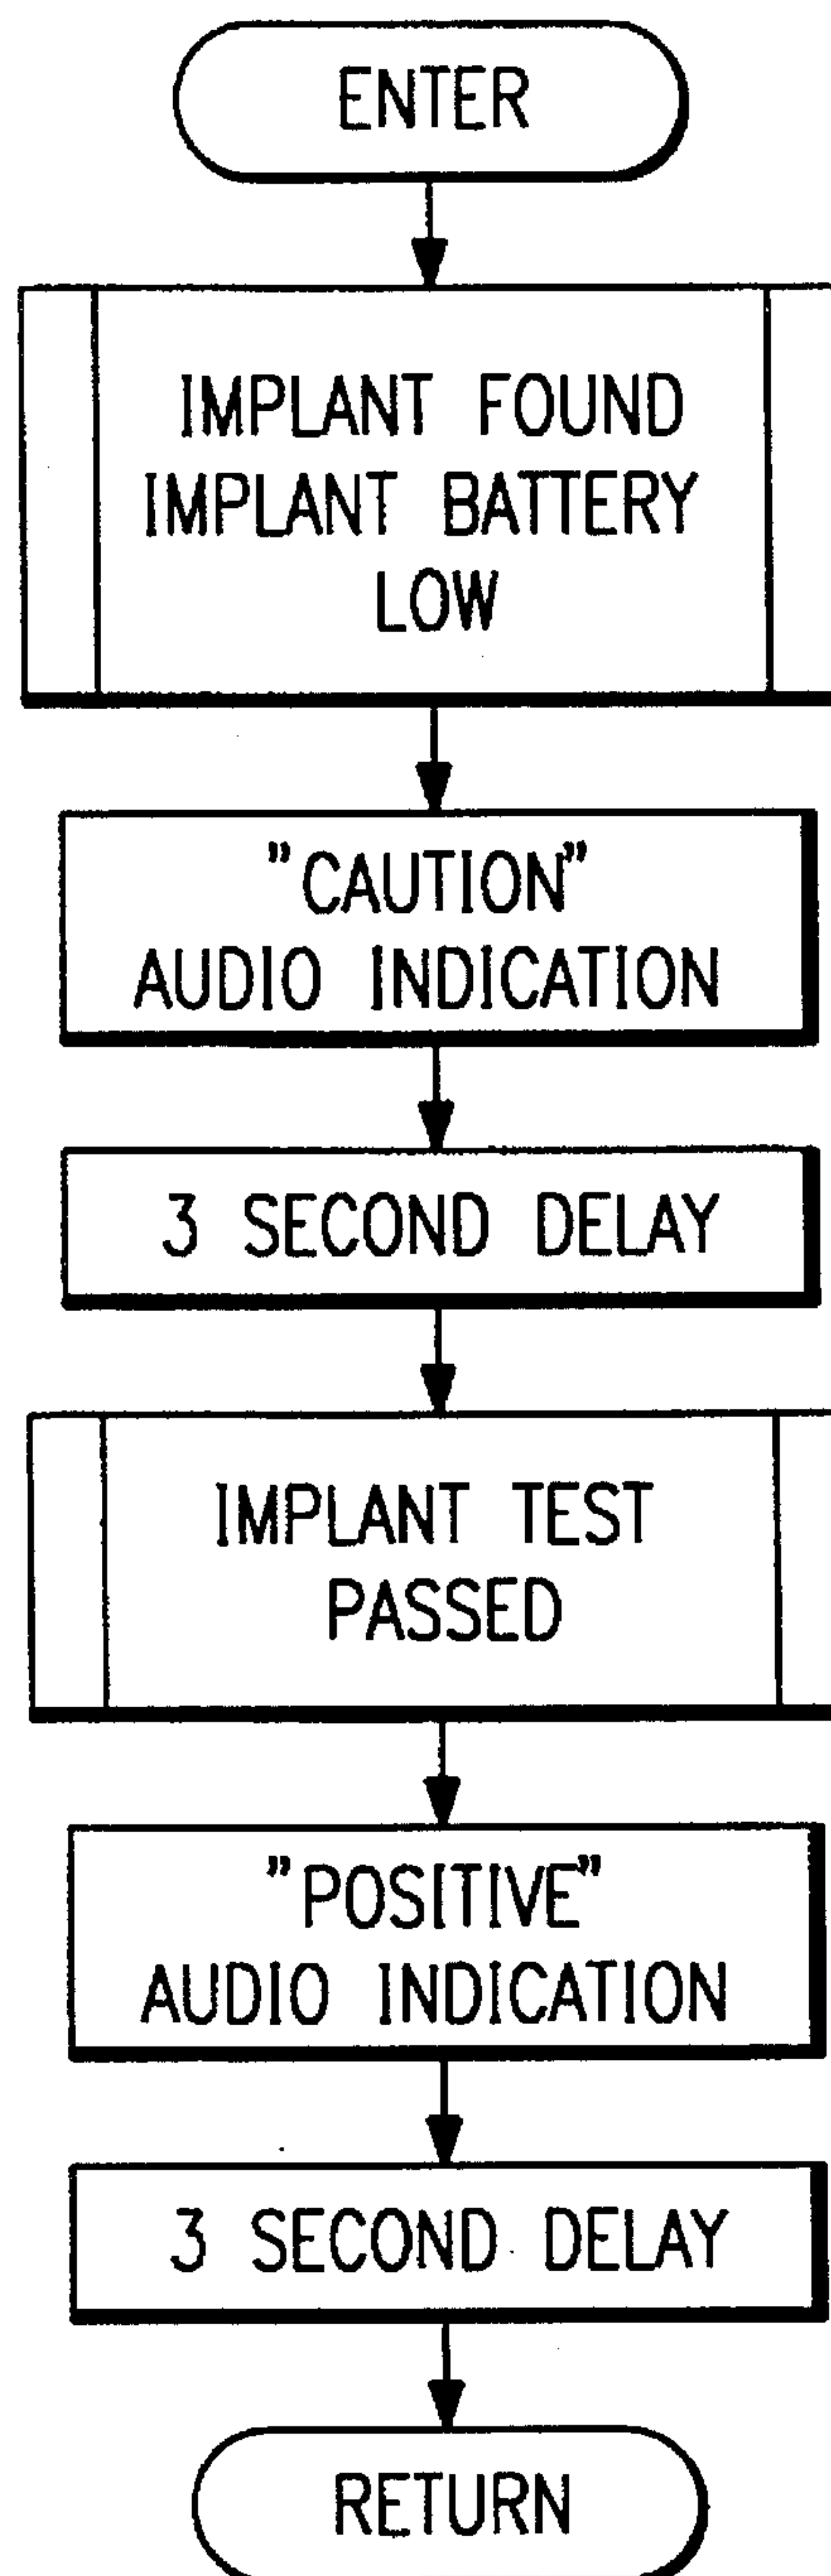 ENTER
IMPLANT FOUND
IMPLANT BATTERY
LOW
"CAUTION"
AUDIO INDICATION
3 SECOND DELAY
IMPLANT TEST
PASSED
"POSITIVE"
AUDIO INDICATION
3 SECOND DELAY
RETURN